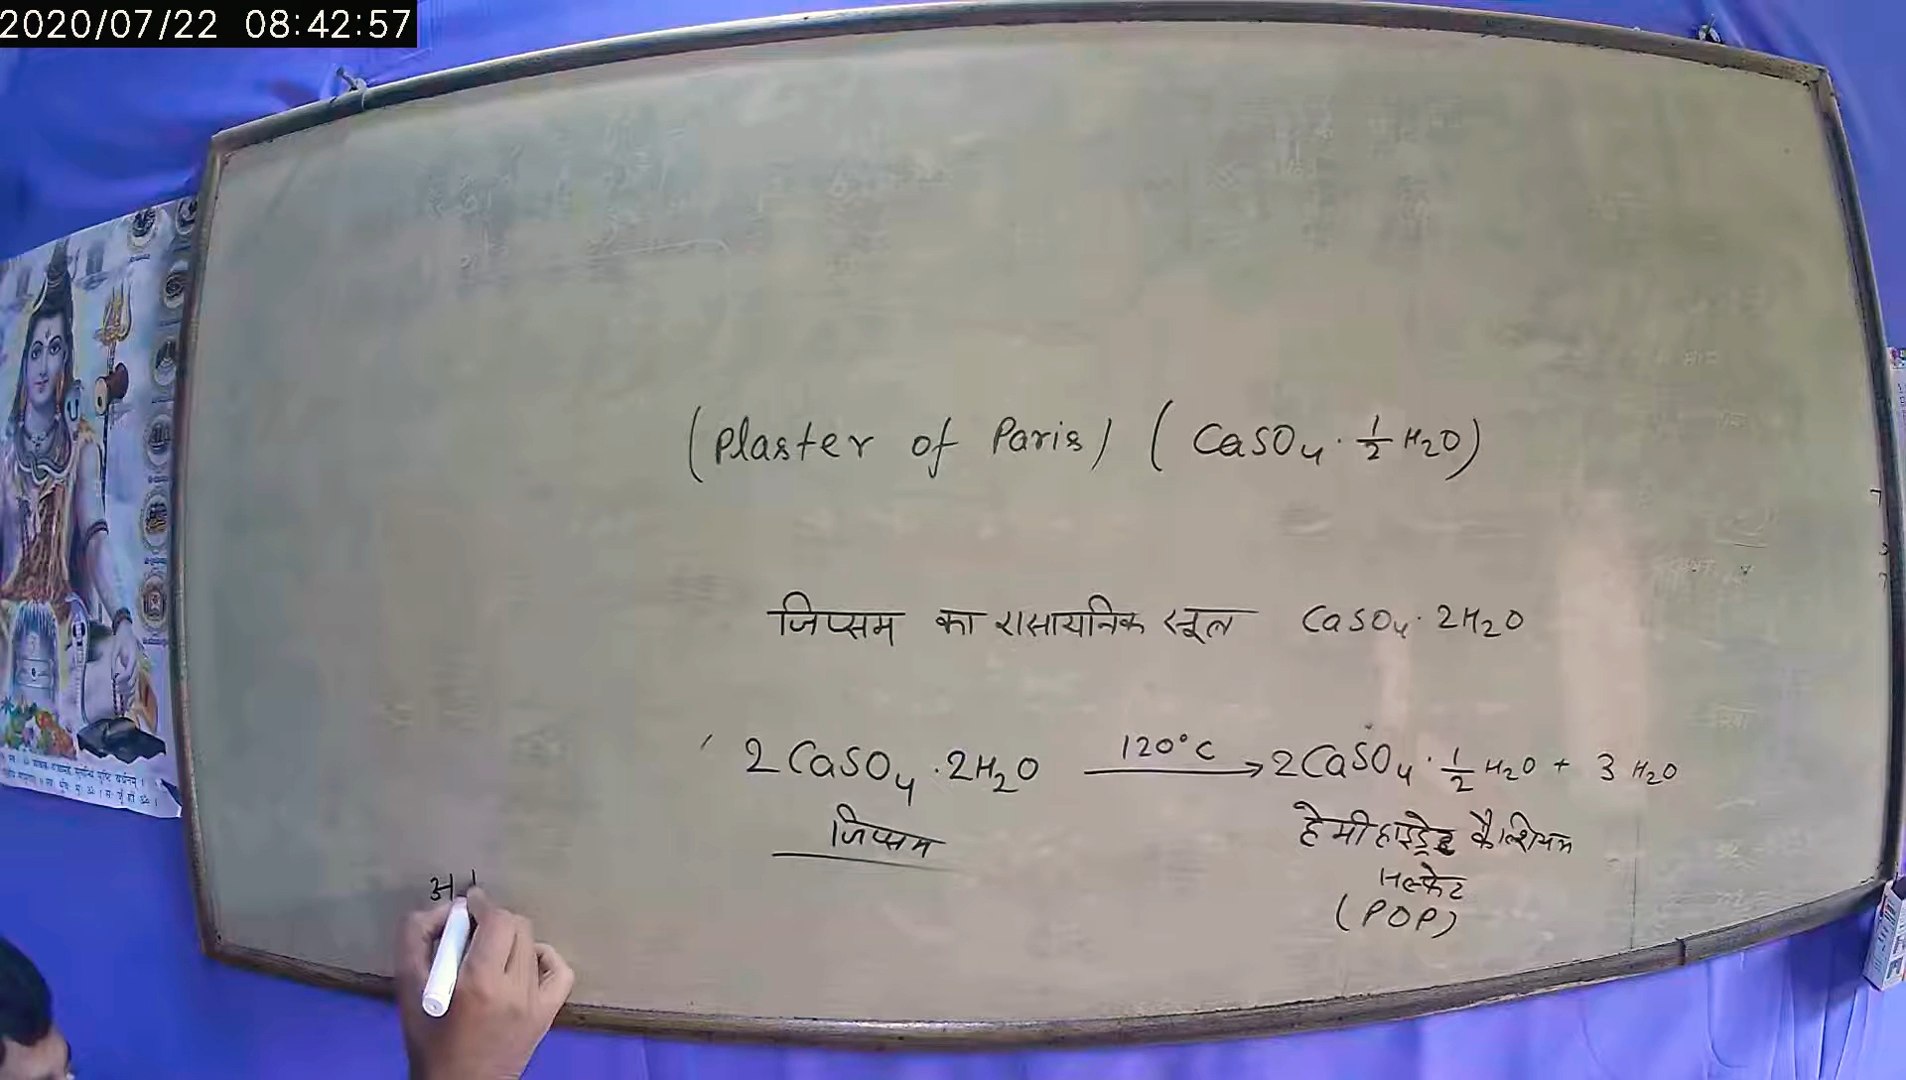 2020/07/22 08:42:57
(Plaster of Paris) (CaSO₄·½H₂O)
जिप्सम का रासायनिक सूत्र CaSO₄·2H₂O
2CaSO₄·2H₂O 120°C → 2CaSO₄·½H₂O + 3H₂O
जिप्सम
हेमीहाइड्रेट कैल्शियम
सल्फेट
(POP)